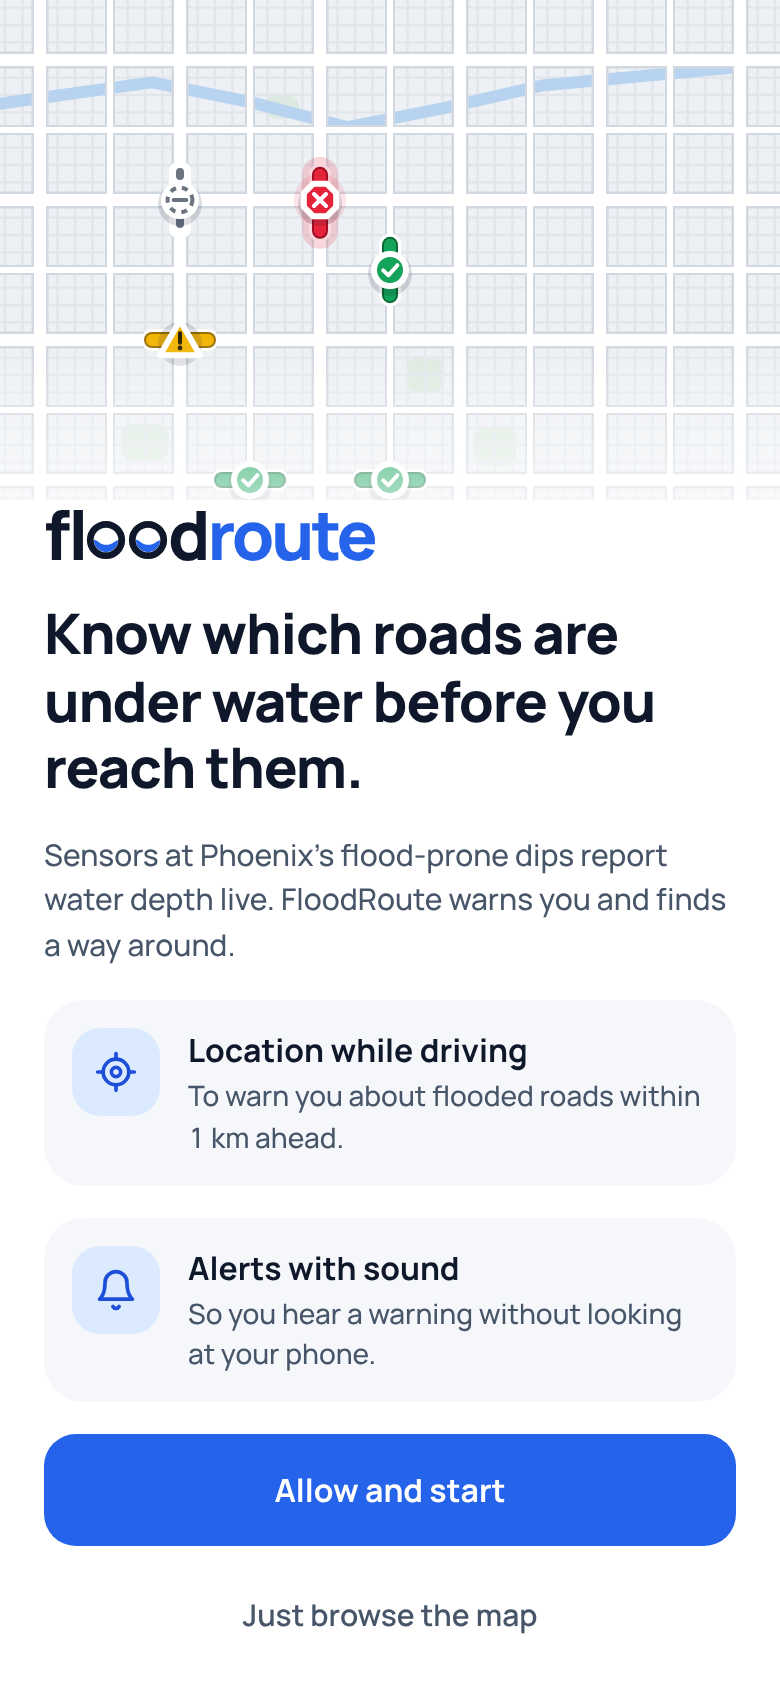 floodroute
Know which roads are
under water before you
reach them.
Sensors at Phoenix’s flood-prone dips report
water depth live. FloodRoute warns you and finds
a way around.
Location while driving
To warn you about flooded roads within
1 km ahead.
Alerts with sound
So you hear a warning without looking
at your phone.
Allow and start
Just browse the map